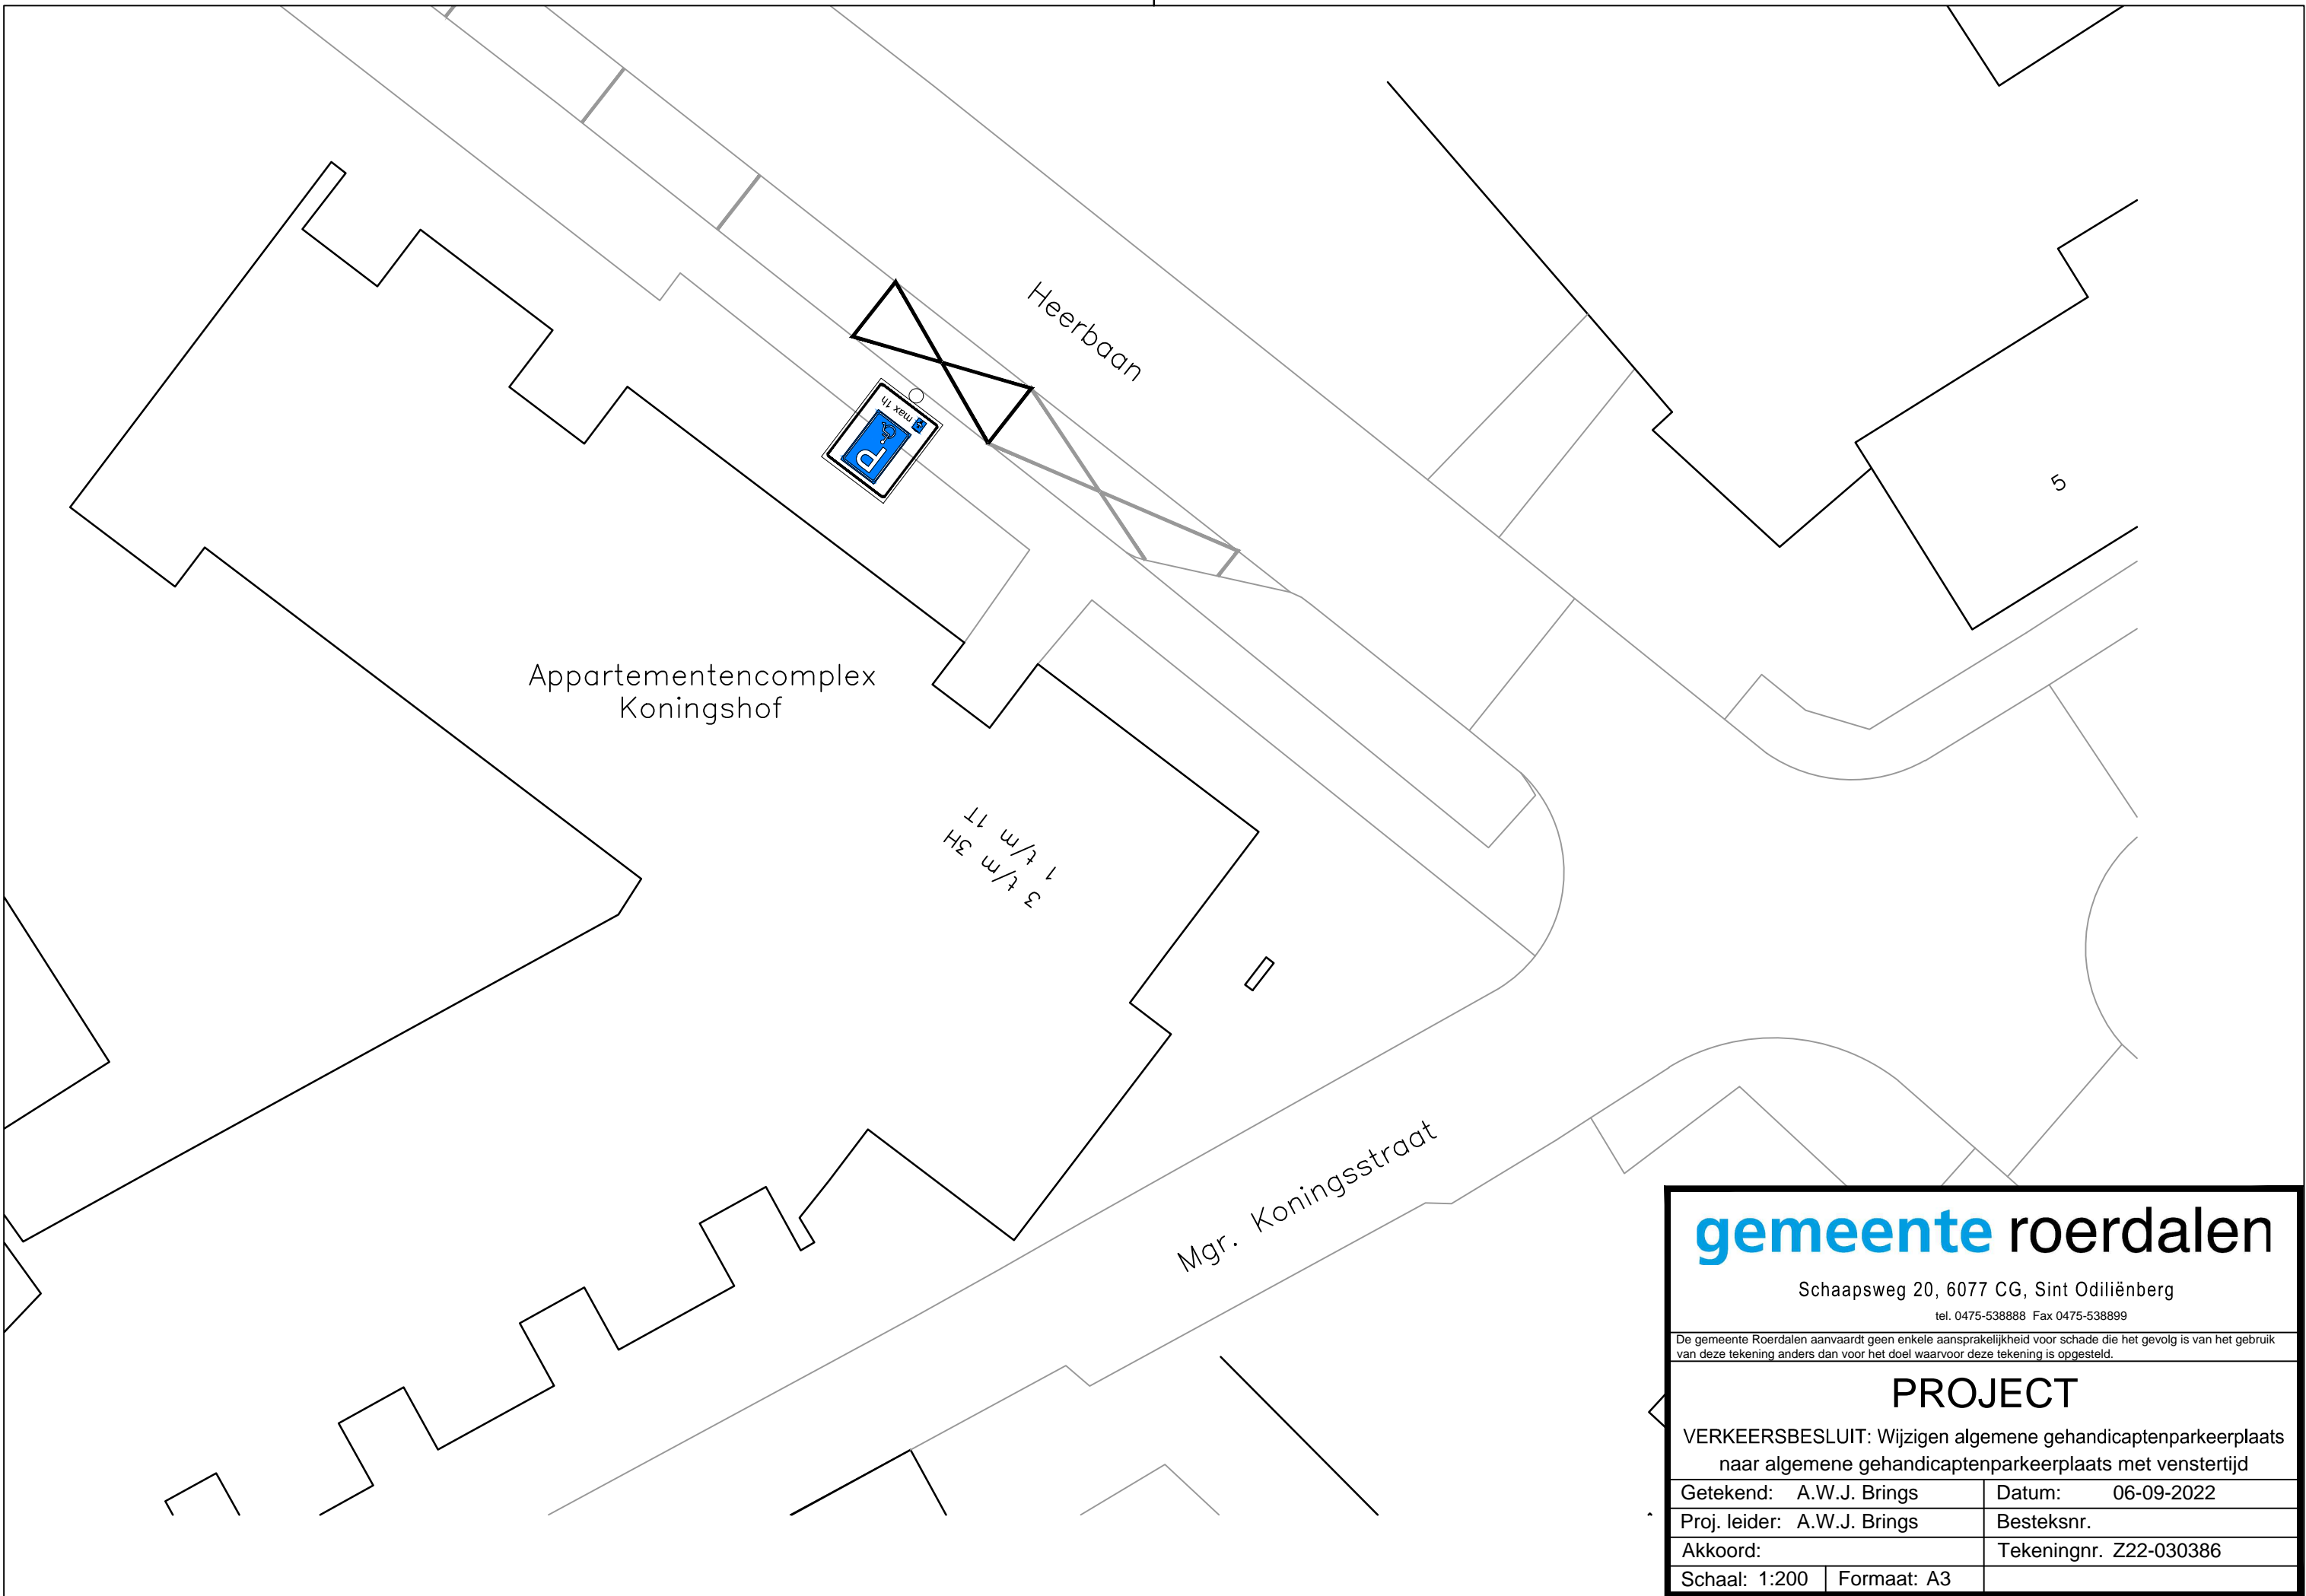 Heerbaan
max 1h
P
5
Appartementencomplex
Koningshof
1 t/m 1T
3 t/m 3H
Mgr. Koningsstraat
gemeente roerdalen
Schaapsweg 20, 6077 CG, Sint Odiliënberg
tel. 0475-538888 Fax 0475-538899
De gemeente Roerdalen aanvaardt geen enkele aansprakelijkheid voor schade die het gevolg is van het gebruik
van deze tekening anders dan voor het doel waarvoor deze tekening is opgesteld.
PROJECT
VERKEERSBESLUIT: Wijzigen algemene gehandicaptenparkeerplaats
naar algemene gehandicaptenparkeerplaats met venstertijd
Getekend: A.W.J. Brings
Datum: 06-09-2022
Proj. leider: A.W.J. Brings
Besteksnr.
Akkoord:
Tekeningnr. Z22-030386
Schaal: 1:200
Formaat: A3